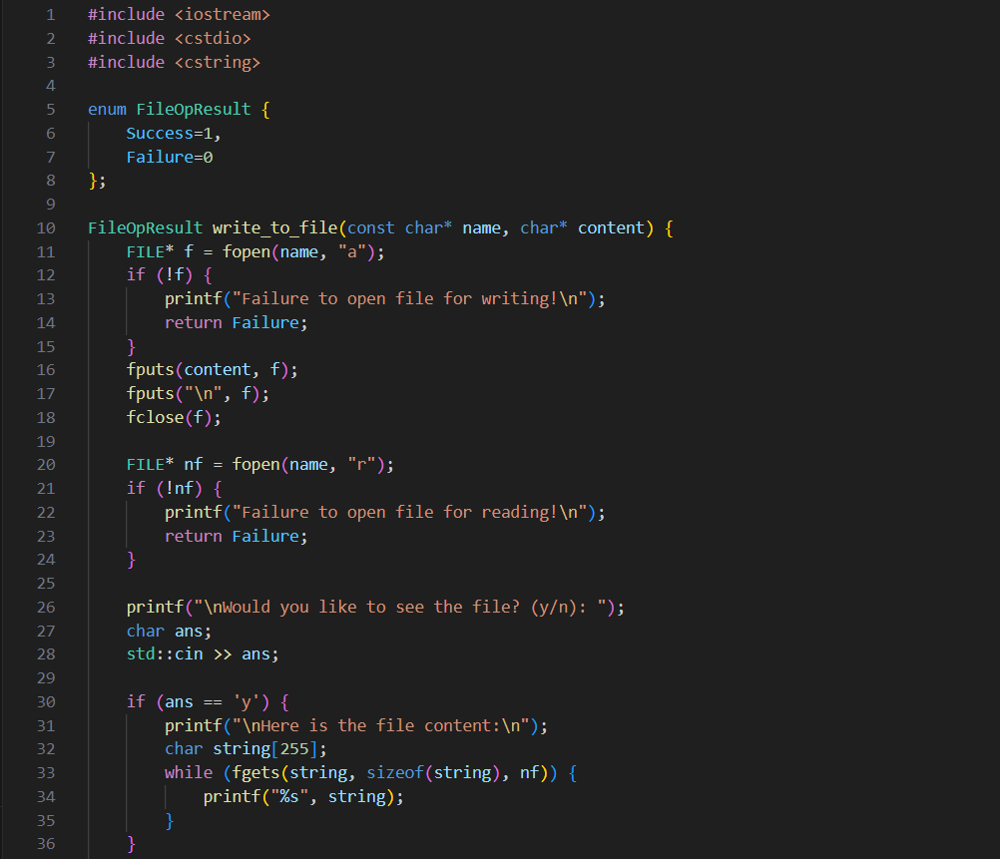 1 #include <iostream>
2 #include <cstdio>
3 #include <cstring>
4
5 enum FileOpResult {
6     Success=1,
7     Failure=0
8 };
9
10 FileOpResult write_to_file(const char* name, char* content) {
11     FILE* f = fopen(name, "a");
12     if (!f) {
13         printf("Failure to open file for writing!\n");
14         return Failure;
15     }
16     fputs(content, f);
17     fputs("\n", f);
18     fclose(f);
19
20     FILE* nf = fopen(name, "r");
21     if (!nf) {
22         printf("Failure to open file for reading!\n");
23         return Failure;
24     }
25
26     printf("\nWould you like to see the file? (y/n): ");
27     char ans;
28     std::cin >> ans;
29
30     if (ans == 'y') {
31         printf("\nHere is the file content:\n");
32         char string[255];
33         while (fgets(string, sizeof(string), nf)) {
34             printf("%s", string);
35         }
36     }